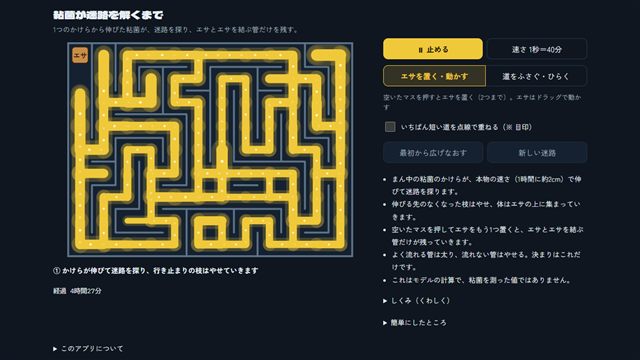 粘菌が迷路を解くまで
1つのかけらから伸びた粘菌が、迷路を探り、エサとエサを結ぶ管だけを残す。
エサ
① かけらが伸びて迷路を探り、行き止まりの枝はやせていきます
経過 4時間27分
このアプリについて
止める
速さ 1秒＝40分
エサを置く・動かす
道をふさぐ・ひらく
空いたマスを押すとエサを置く（2つまで）。エサはドラッグで動か
す
いちばん短い道を点線で重ねる（※ 目印）
最初から広げなおす
新しい迷路
まん中の粘菌のかけらが、本物の速さ（1時間に約2cm）で伸
びて迷路を探ります。
伸びる先のなくなった枝はやせ、体はエサの上に集まってい
きます。
空いたマスを押してエサをもう1つ置くと、エサとエサを結ぶ
管だけが残っていきます。
よく流れる管は太り、流れない管はやせる。決まりはこれだ
けです。
これはモデルの計算で、粘菌を測った値ではありません。
しくみ（くわしく）
簡単にしたところ